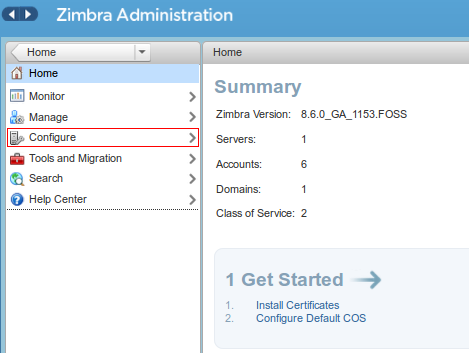 Zimbra Administration
Home
Home
Home
Monitor
Manage
Configure
Tools and Migration
Search
Help Center
Summary
Zimbra Version: 8.6.0_GA_1153.FOSS
Servers: 1
Accounts: 6
Domains: 1
Class of Service: 2
1 Get Started
1. Install Certificates
2. Configure Default COS